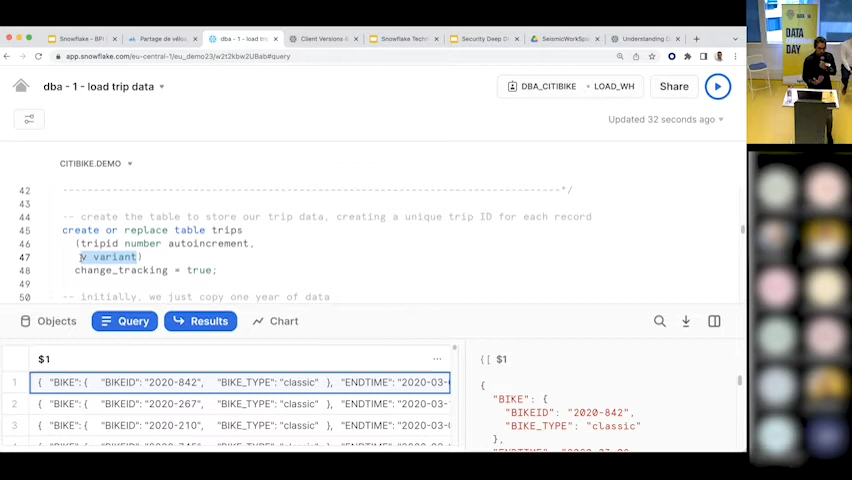 Snowflake - BPI
Partage de vélos
dba - 1 - load trip data
Client Versions &
Snowflake Techn
Security Deep Di
SeismicWorkSpa
Understanding D
app.snowflake.com/eu-central-1/eu_demo23/w2t2kbw2UBab#query
dba - 1 - load trip data
DBA_CITIBIKE • LOAD_WH
Share
Updated 32 seconds ago
CITIBIKE.DEMO
42 ----------------------------------------------------------------------------------*/
43
44 -- create the table to store our trip data, creating a unique trip ID for each record
45 create or replace table trips
46 (tripid number autoincrement,
47 v variant)
48 change_tracking = true;
49
50 -- initially, we just copy one year of data
Objects
Query
Results
Chart
$1
...
1 { "BIKE": { "BIKEID": "2020-842", "BIKE_TYPE": "classic" }, "ENDTIME": "2020-03-
2 { "BIKE": { "BIKEID": "2020-267", "BIKE_TYPE": "classic" }, "ENDTIME": "2020-03-
3 { "BIKE": { "BIKEID": "2020-210", "BIKE_TYPE": "classic" }, "ENDTIME": "2020-03-
{[ $1
{
"BIKE": {
"BIKEID": "2020-842",
"BIKE_TYPE": "classic"
},
DATA
DAY